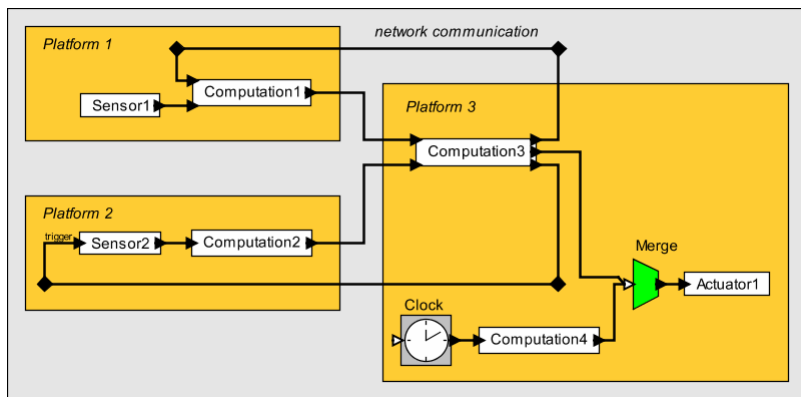 network communication
Platform 1
Computation1
Sensor1
Platform 3
Computation3
Platform 2
trigger
Sensor2
Computation2
Merge
Actuator1
Clock
Computation4